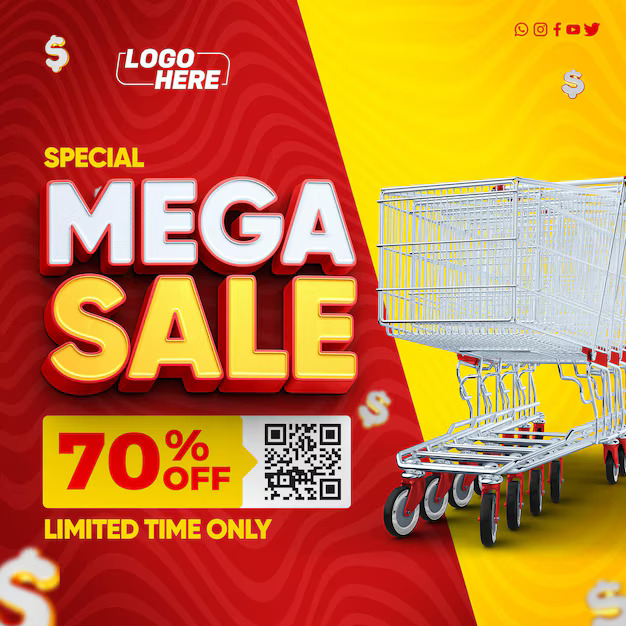 LOGO
HERE
SPECIAL
MEGA
SALE
70%
OFF
LIMITED TIME ONLY